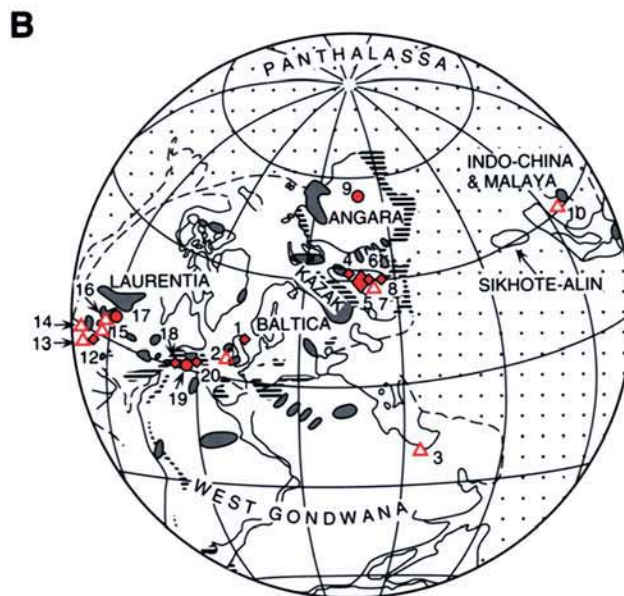 B
PANTHALASSA
INDO-CHINA
& MALAYA
10
9
ANGARA
SIKHOTE-ALIN
4
6
KAZAK
5
7
8
LAURENTIA
BALTICA
16
17
14
15
13
12
18
1
2
20
19
3
WEST GONDWANA